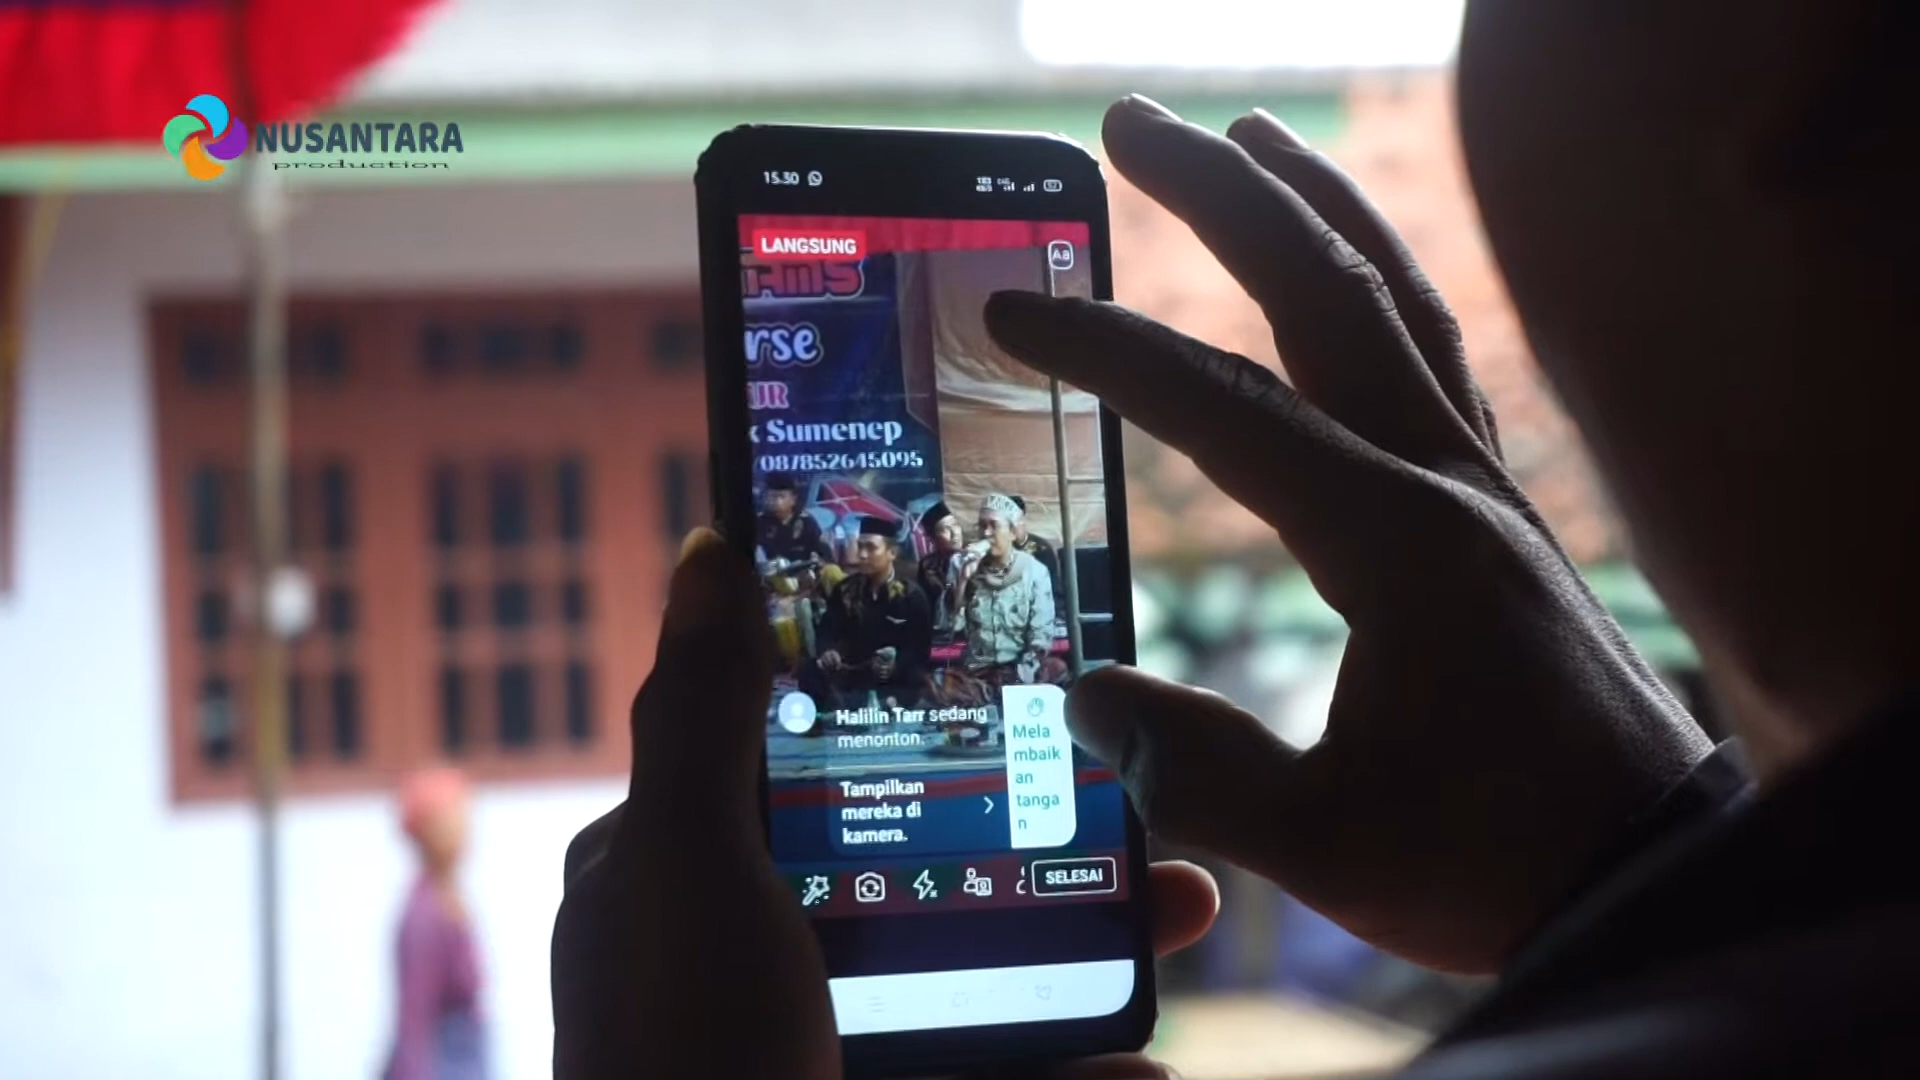 NUSANTARA
production
15.30
LANGSUNG
Aa
rse
UR
k Sumenep
/087852645095
Halilin Tarr sedang
menonton.
Mela
mbaik
an
tanga
n
Tampilkan
mereka di
kamera.
SELESAI